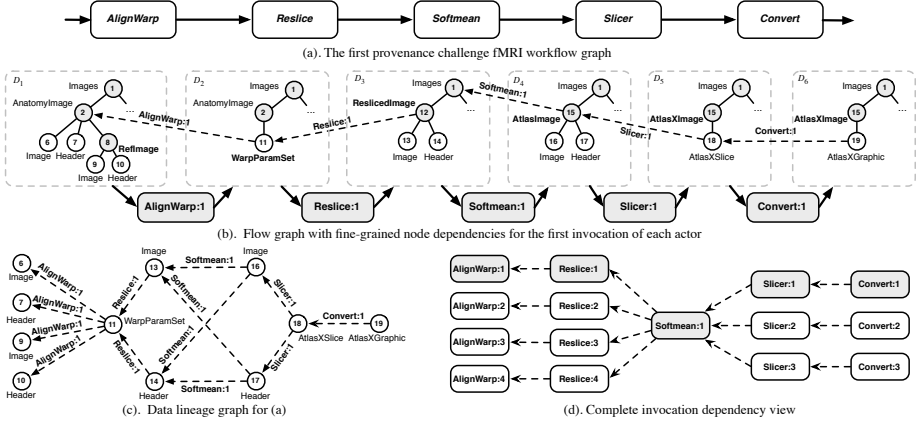 AlignWarp Reslice Softmean Slicer Convert
(a). The first provenance challenge fMRI workflow graph
D1 D2 D3 D4 D5 D6
Images 1 ...
AnatomyImage 2
6 7 8 RefImage
Image Header
9 10
Image Header
AlignWarp:1
Images 1 ...
AnatomyImage 2
11
WarpParamSet
Reslice:1
Images 1 ...
ReslicedImage 12
13 14
Image Header
Softmean:1
Images 1 ...
AtlasImage 15
16 17
Image Header
Slicer:1
Images 1 ...
AtlasXImage 15
18
AtlasXSlice
Convert:1
Images 1 ...
AtlasXImage 15
19
AtlasXGraphic
AlignWarp:1 Reslice:1 Softmean:1 Slicer:1 Convert:1
(b). Flow graph with fine-grained node dependencies for the first invocation of each actor
6
Image
7
Header
9
Image
10
Header
AlignWarp:1
AlignWarp:1
AlignWarp:1
AlignWarp:1
11 WarpParamSet
Reslice:1
Reslice:1
Image
13
14
Header
Softmean:1
Softmean:1
Softmean:1
Softmean:1
Image
16
17
Header
Slicer:1
Slicer:1
18
AtlasXSlice
Convert:1
19
AtlasXGraphic
(c). Data lineage graph for (a)
AlignWarp:1 Reslice:1
AlignWarp:2 Reslice:2
AlignWarp:3 Reslice:3
AlignWarp:4 Reslice:4
Softmean:1
Slicer:1 Convert:1
Slicer:2 Convert:2
Slicer:3 Convert:3
(d). Complete invocation dependency view